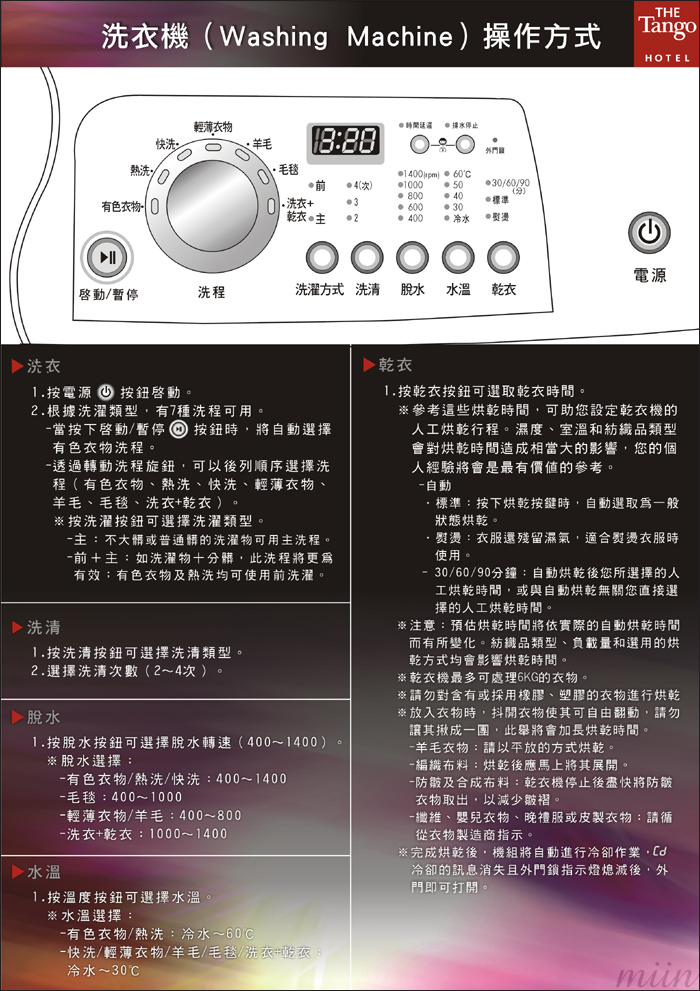 洗衣機（Washing Machine）操作方式
THE
Tango
HOTEL
輕薄衣物
快洗
羊毛
熱洗
毛毯
有色衣物
洗衣+
乾衣
啓動/暫停
洗程
18:88
時間延遲
排水停止
外門鎖
前
主
4(次)
3
2
1400(rpm)
1000
800
600
400
60℃
50
40
30
冷水
30/60/90
(分)
標準
熨燙
洗濯方式 洗清 脫水 水溫 乾衣
電源
洗衣
1.按電源 按鈕啓動。
2.根據洗濯類型，有7種洗程可用。
-當按下啓動/暫停 按鈕時，將自動選擇
有色衣物洗程。
-透過轉動洗程旋鈕，可以後列順序選擇洗
程（有色衣物、熱洗、快洗、輕薄衣物、
羊毛、毛毯、洗衣+乾衣）。
※按洗濯按鈕可選擇洗濯類型。
-主：不大髒或普通髒的洗濯物可用主洗程。
-前＋主：如洗濯物十分髒，此洗程將更為
有效；有色衣物及熱洗均可使用前洗濯。
洗清
1.按洗清按鈕可選擇洗清類型。
2.選擇洗清次數（2～4次）。
脫水
1.按脫水按鈕可選擇脫水轉速（400～1400）。
※脫水選擇：
-有色衣物/熱洗/快洗：400～1400
-毛毯：400～1000
-輕薄衣物/羊毛：400～800
-洗衣+乾衣：1000～1400
水溫
1.按溫度按鈕可選擇水溫。
※水溫選擇：
-有色衣物/熱洗：冷水～60℃
-快洗/輕薄衣物/羊毛/毛毯/洗衣+乾衣：
冷水～30℃
乾衣
1.按乾衣按鈕可選取乾衣時間。
※參考這些烘乾時間，可助您設定乾衣機的
人工烘乾行程。濕度、室溫和紡織品類型
會對烘乾時間造成相當大的影響，您的個
人經驗將會是最有價值的參考。
-自動
・標準：按下烘乾按鍵時，自動選取為一般
狀態烘乾。
・熨燙：衣服還殘留濕氣，適合熨燙衣服時
使用。
- 30/60/90分鐘：自動烘乾後您所選擇的人
工烘乾時間，或與自動烘乾無關您直接選
擇的人工烘乾時間。
※注意：預估烘乾時間將依實際的自動烘乾時間
而有所變化。紡織品類型、負載量和選用的烘
乾方式均會影響烘乾時間。
※乾衣機最多可處理6KG的衣物。
※請勿對含有或採用橡膠、塑膠的衣物進行烘乾
※放入衣物時，抖開衣物使其可自由翻動，請勿
讓其揪成一團，此舉將會加長烘乾時間。
-羊毛衣物：請以平放的方式烘乾。
-編織布料：烘乾後應馬上將其展開。
-防皺及合成布料：乾衣機停止後盡快將防皺
衣物取出，以減少皺褶。
-纖維、嬰兒衣物、晚禮服或皮製衣物：請循
從衣物製造商指示。
※完成烘乾後，機組將自動進行冷卻作業，Cd
冷卻的訊息消失且外門鎖指示燈熄滅後，外
門即可打開。
miin